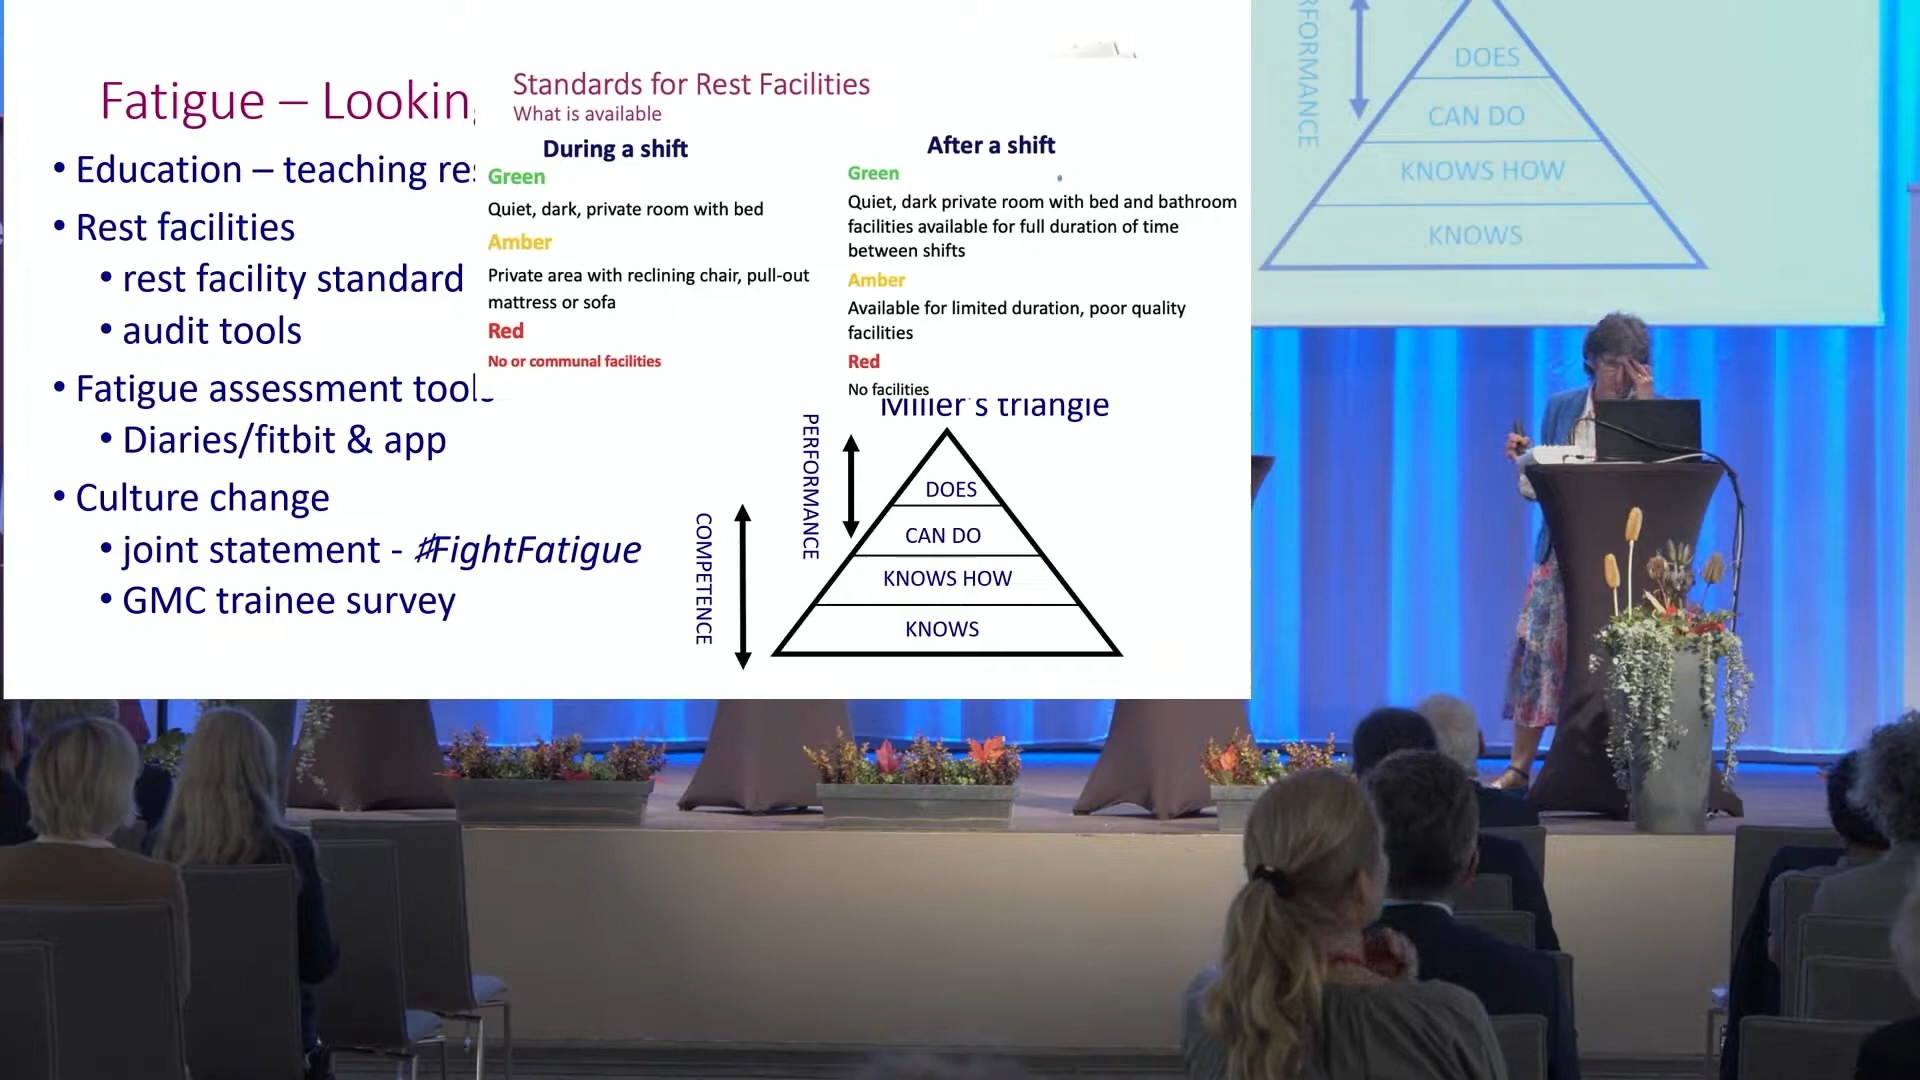 Fatigue – Lookin
• Education – teaching re
• Rest facilities
• rest facility standard
• audit tools
• Fatigue assessment tools
• Diaries/fitbit & app
• Culture change
• joint statement - #FightFatigue
• GMC trainee survey
Standards for Rest Facilities
What is available
During a shift
Green
Quiet, dark, private room with bed
Amber
Private area with reclining chair, pull-out
mattress or sofa
Red
No or communal facilities
After a shift
Green
Quiet, dark private room with bed and bathroom
facilities available for full duration of time
between shifts
Amber
Available for limited duration, poor quality
facilities
Red
No facilities
Miller's triangle
PERFORMANCE
COMPETENCE
DOES
CAN DO
KNOWS HOW
KNOWS
RFORMANCE
DOES
CAN DO
KNOWS HOW
KNOWS